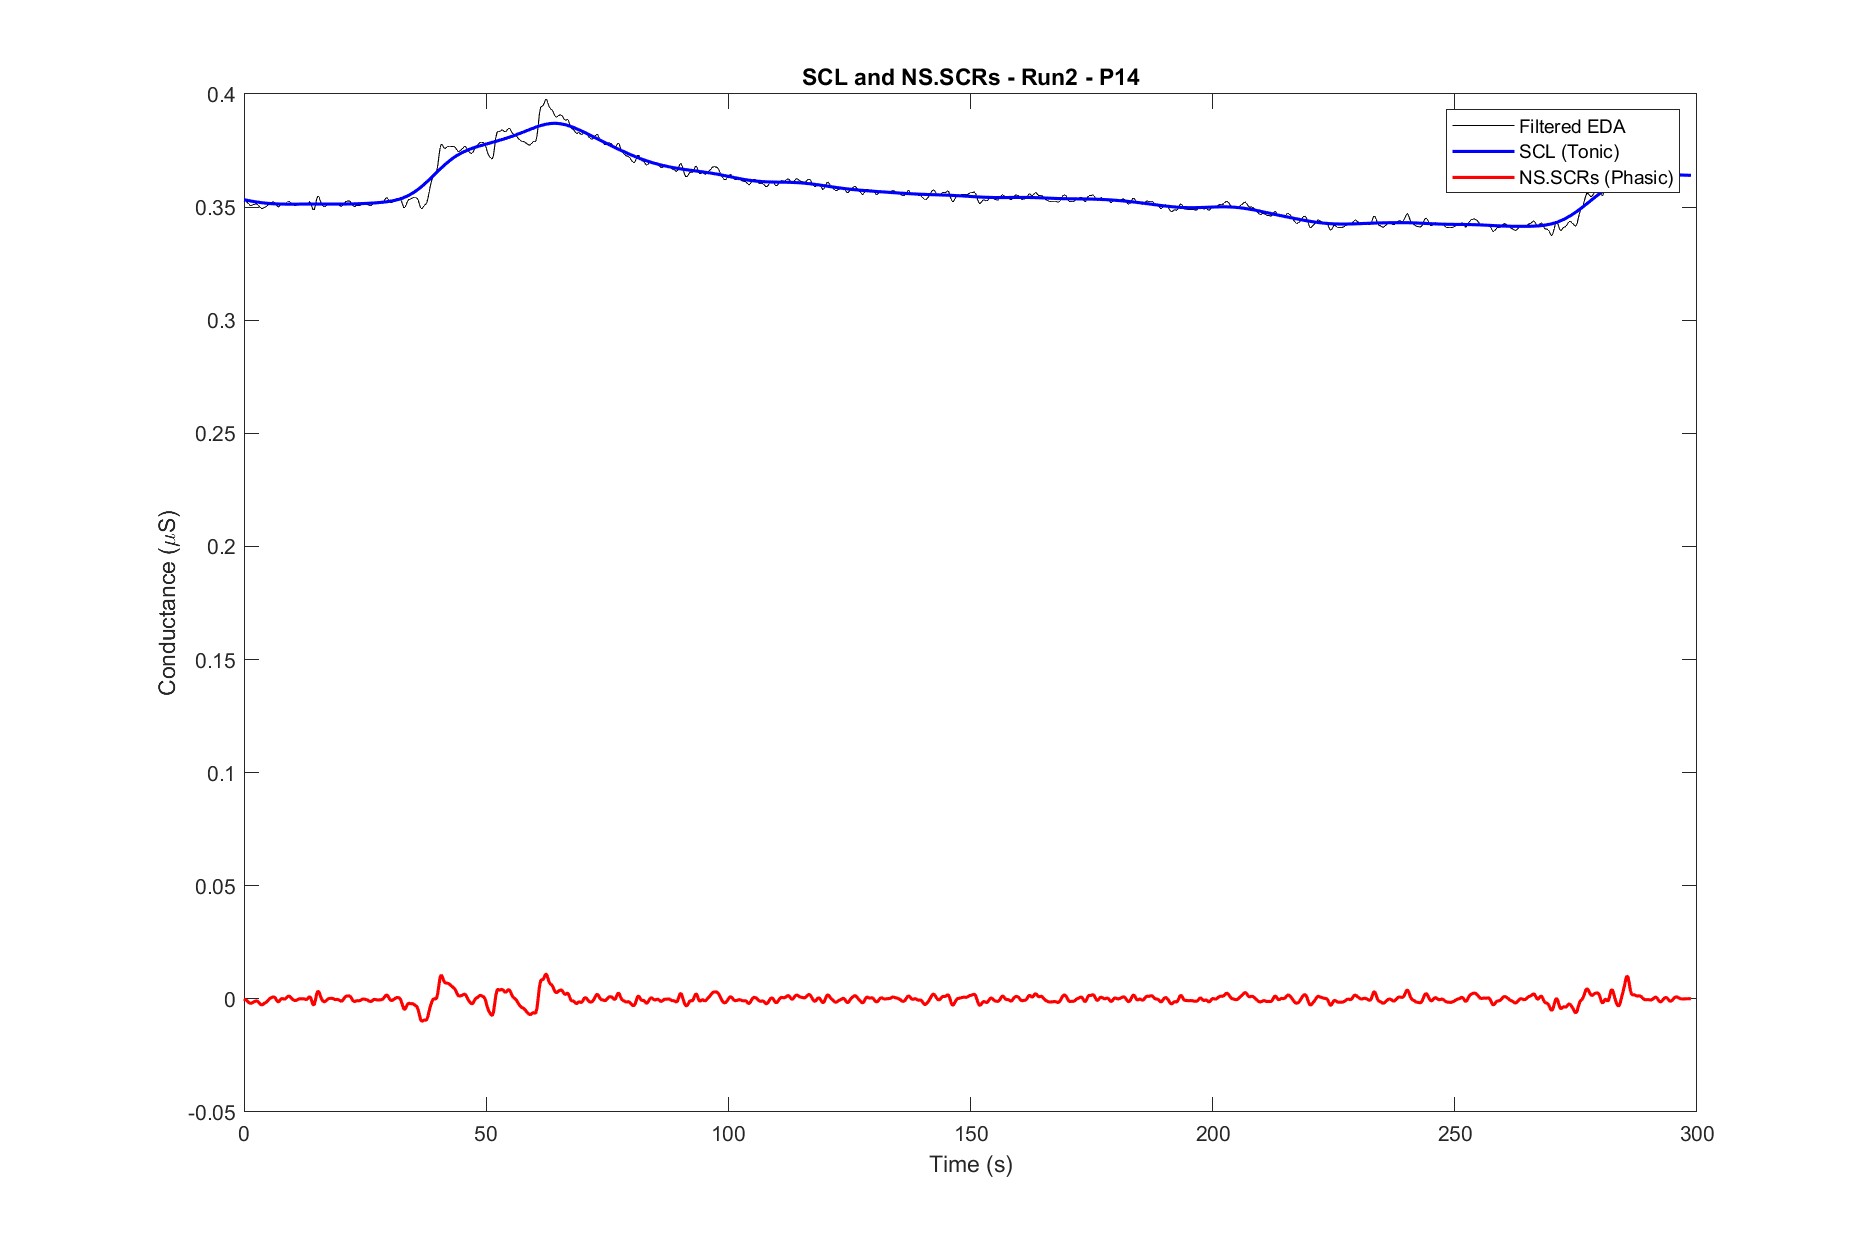 SCL and NS.SCRs - Run2 - P14
0.4
0.35
0.3
0.25
0.2
0.15
0.1
0.05
0
-0.05
Conductance (μS)
Filtered EDA
SCL (Tonic)
NS.SCRs (Phasic)
0 50 100 150 200 250 300
Time (s)